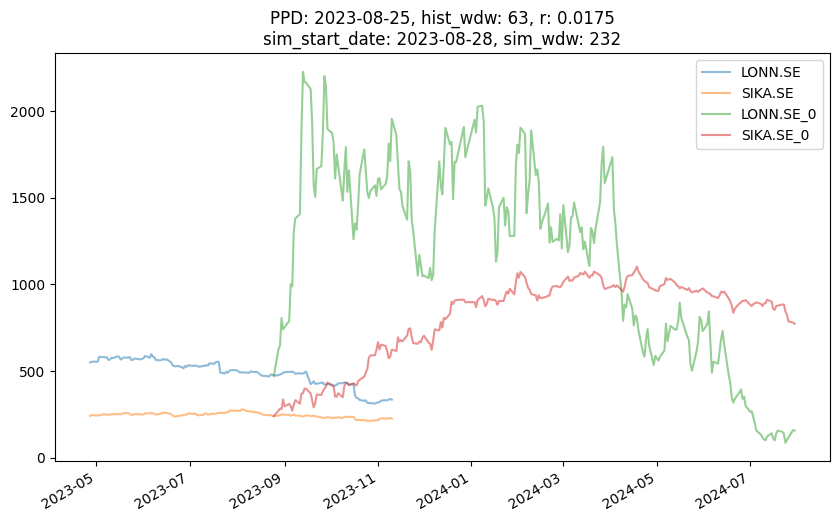 PPD: 2023-08-25, hist_wdw: 63, r: 0.0175
sim_start_date: 2023-08-28, sim_wdw: 232
LONN.SE
SIKA.SE
LONN.SE_0
SIKA.SE_0
2000
1500
1000
500
0
2023-05
2023-07
2023-09
2023-11
2024-01
2024-03
2024-05
2024-07